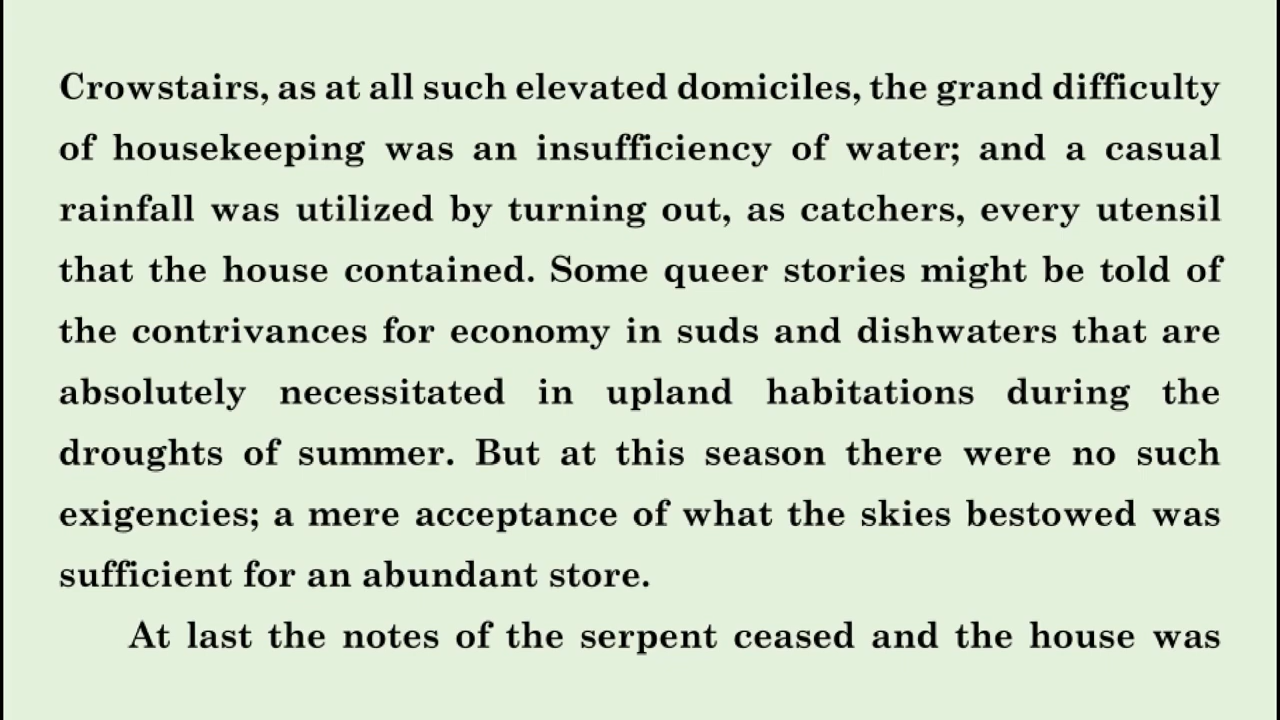 Crowstairs, as at all such elevated domiciles, the grand difficulty
of housekeeping was an insufficiency of water; and a casual
rainfall was utilized by turning out, as catchers, every utensil
that the house contained. Some queer stories might be told of
the contrivances for economy in suds and dishwaters that are
absolutely necessitated in upland habitations during the
droughts of summer. But at this season there were no such
exigencies; a mere acceptance of what the skies bestowed was
sufficient for an abundant store.
At last the notes of the serpent ceased and the house was